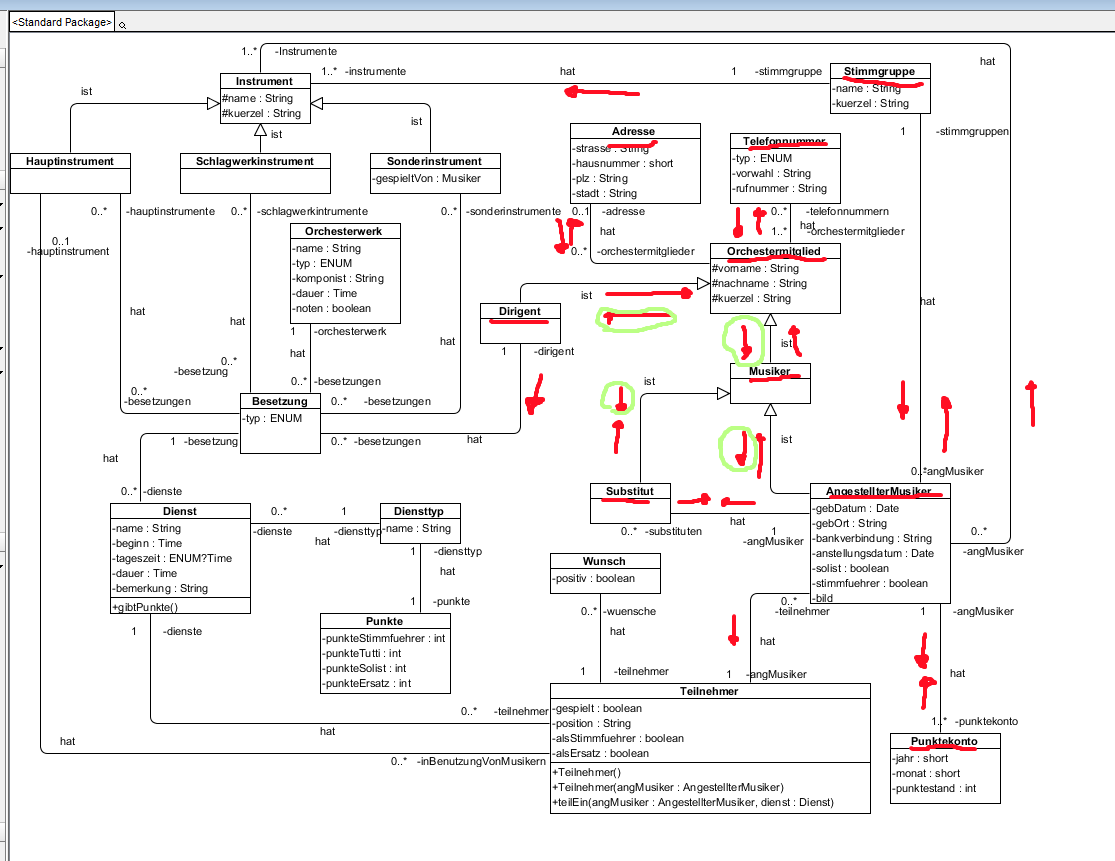 <Standard Package>
1..* -Instrumente
hat
Instrument
#name : String
#kuerzel : String
1..* -instrumente
hat
1 -stimmgruppe
Stimmgruppe
-name : String
-kuerzel : String
ist
ist
ist
1 -stimmgruppen
Hauptinstrument
Schlagwerkinstrument
Sonderinstrument
-gespieltVon : Musiker
Adresse
-strasse : String
-hausnummer : short
-plz : String
-stadt : String
Telefonnummer
-typ : ENUM
-vorwahl : String
-rufnummer : String
0..* -hauptinstrumente
0..* -schlagwerkintrumente
0..* -sonderinstrumente
0..1 -adresse
0..* -telefonnummern
hat
hat
1..* -orchestermitglieder
0..1
-hauptinstrument
0..* -orchestermitglieder
Orchesterwerk
-name : String
-typ : ENUM
-komponist : String
-dauer : Time
-noten : boolean
Orchestermitglied
#vorname : String
#nachname : String
#kuerzel : String
ist
hat
hat
hat
hat
hat
Dirigent
1 -orchesterwerk
1 -dirigent
ist
0..*
-besetzung
Musiker
ist
0..* -besetzungen
0..*
-besetzungen
Besetzung
-typ : ENUM
0..* -besetzungen
1 -besetzung
0..* -besetzungen
hat
ist
hat
0..* -angMusiker
0..* -dienste
Substitut
AngestellterMusiker
-gebDatum : Date
-gebOrt : String
-bankverbindung : String
-anstellungsdatum : Date
-solist : boolean
-stimmfuehrer : boolean
-bild
Dienst
-name : String
-beginn : Time
-tageszeit : ENUM?Time
-dauer : Time
-bemerkung : String
+gibtPunkte()
0..* -dienste
1 -diensttyp
hat
Diensttyp
-name : String
0..* -substituten
hat
1
-angMusiker
0..*
-angMusiker
1 -diensttyp
hat
1 -punkte
Wunsch
-positiv : boolean
0..* -wuensche
hat
1 -teilnehmer
0..*
-teilnehmer
hat
1 -angMusiker
1 -angMusiker
hat
1..* -punktekonto
1 -dienste
Punkte
-punkteStimmfuehrer : int
-punkteTutti : int
-punkteSolist : int
-punkteErsatz : int
0..* -teilnehmer
hat
hat
0..* -inBenutzungVonMusikern
Teilnehmer
-gespielt : boolean
-position : String
-alsStimmfuehrer : boolean
-alsErsatz : boolean
+Teilnehmer()
+Teilnehmer(angMusiker : AngestellterMusiker)
+teilEin(angMusiker : AngestellterMusiker, dienst : Dienst)
Punktekonto
-jahr : short
-monat : short
-punktestand : int